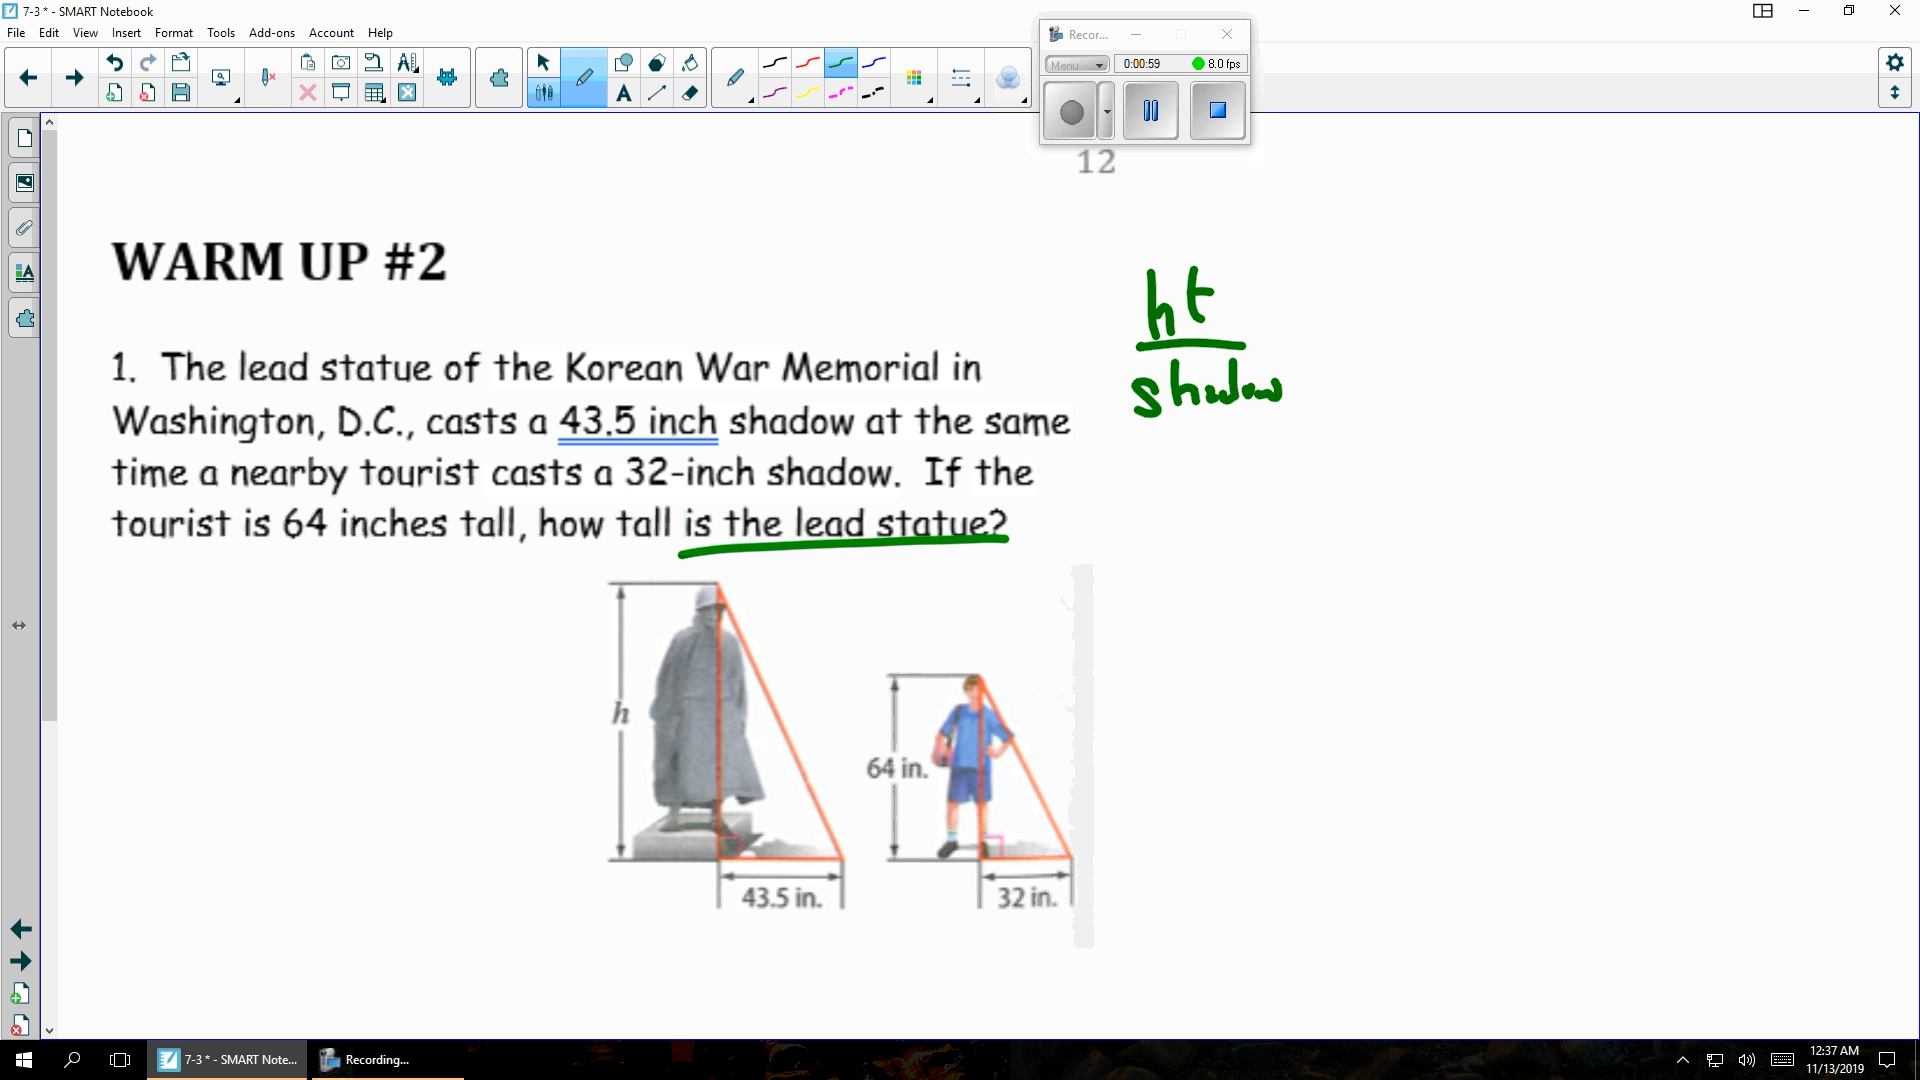 7-3 * - SMART Notebook
File Edit View Insert Format Tools Add-ons Account Help
Recor...
Menu 0:00:59 8.0 fps
12
WARM UP #2
ht
shadow
1. The lead statue of the Korean War Memorial in
Washington, D.C., casts a 43.5 inch shadow at the same
time a nearby tourist casts a 32-inch shadow. If the
tourist is 64 inches tall, how tall is the lead statue?
h
64 in.
43.5 in.
32 in.
7-3 * - SMART Note...
Recording...
12:37 AM
11/13/2019